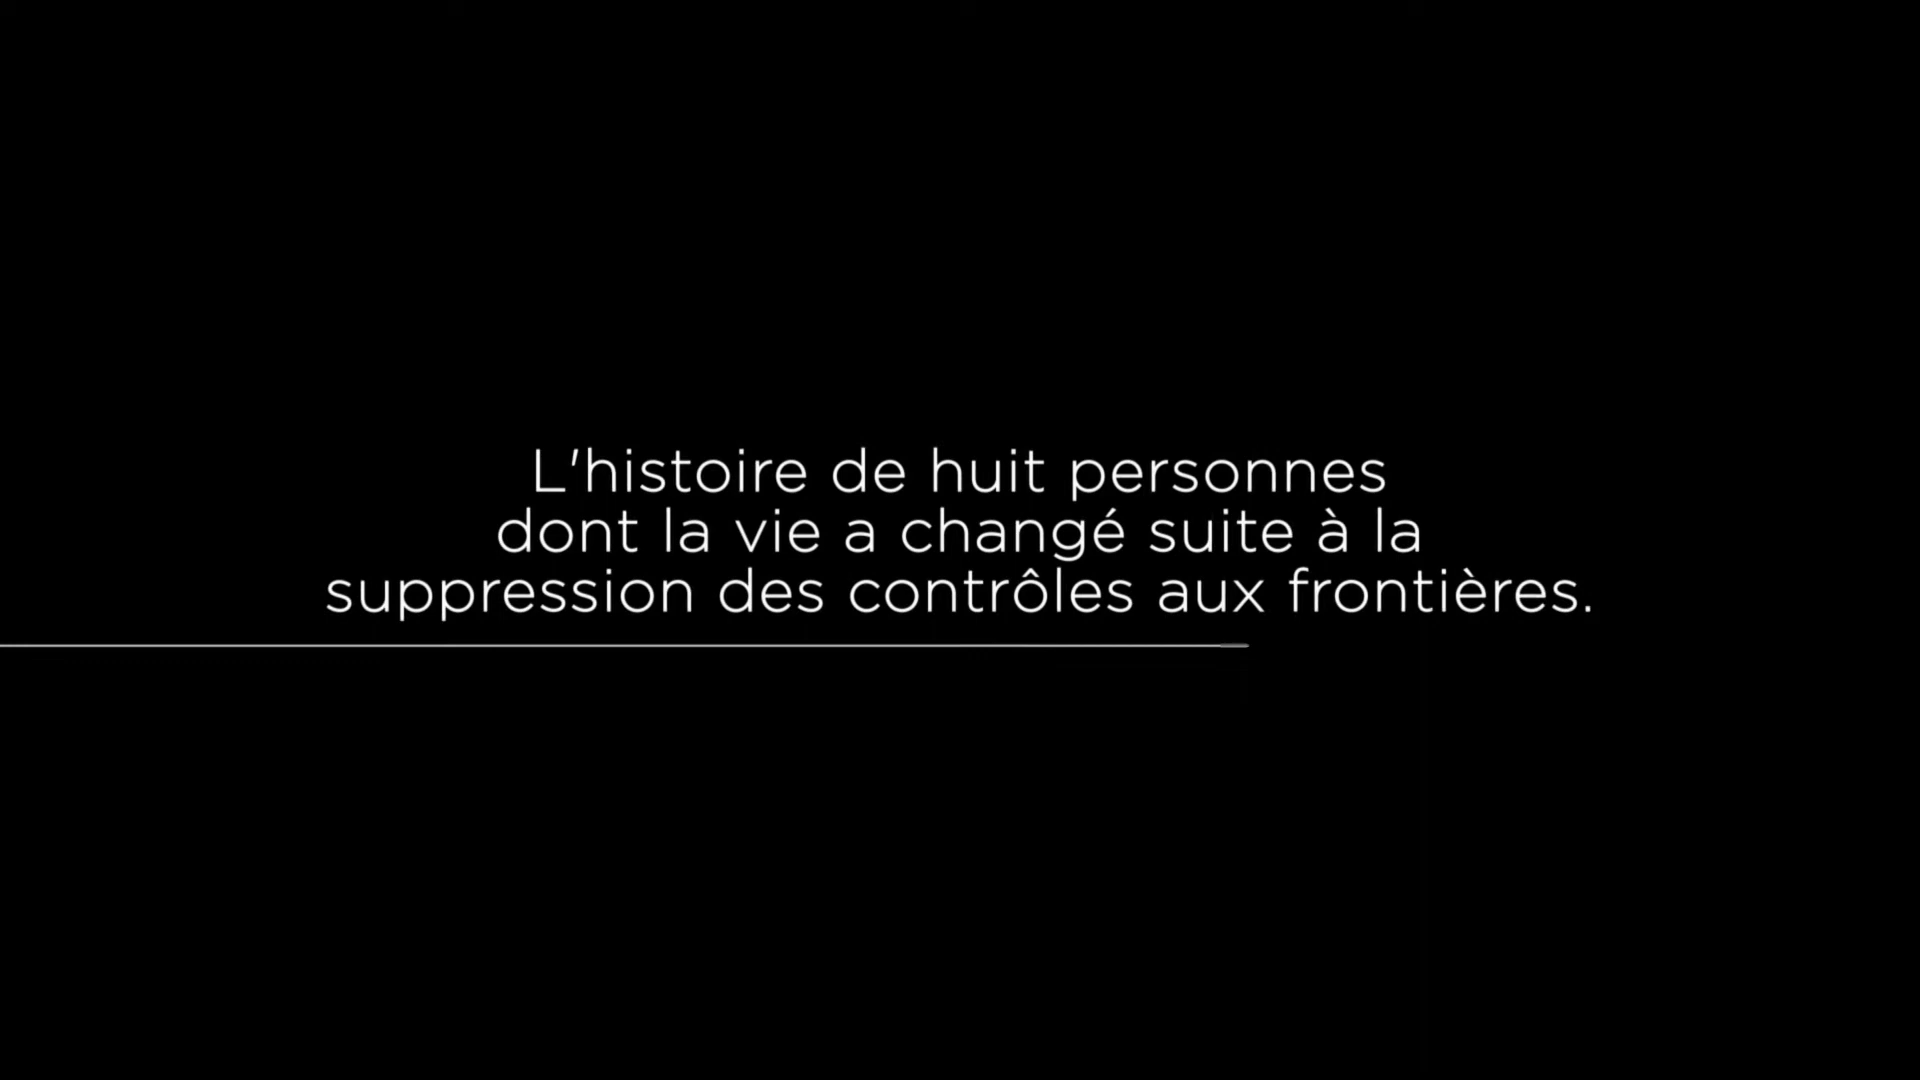 L'histoire de huit personnes
dont la vie a changé suite à la
suppression des contrôles aux frontières.